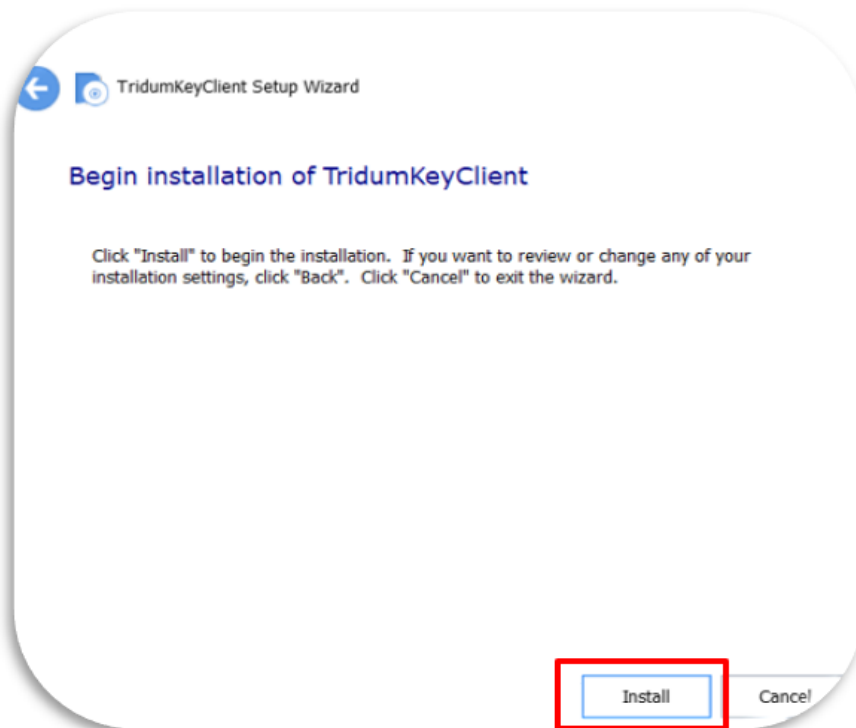 TridumKeyClient Setup Wizard
Begin installation of TridumKeyClient
Click "Install" to begin the installation. If you want to review or change any of your
installation settings, click "Back". Click "Cancel" to exit the wizard.
Install Cancel